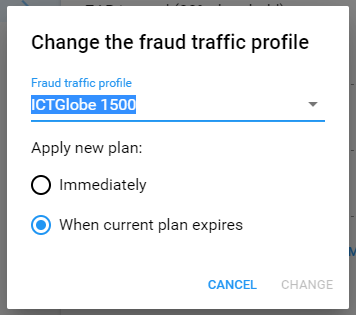 Change the fraud traffic profile
Fraud traffic profile
ICTGlobe 1500
Apply new plan:
Immediately
When current plan expires
CANCEL
CHANGE